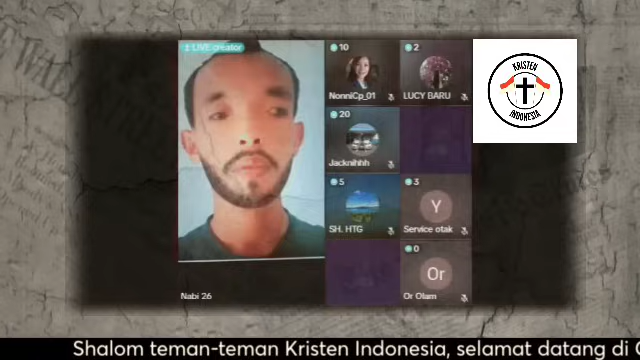 LIVE creator
10
2
NonniCp_01
LUCY BARU
20
Jacknihhh
5
3
Y
SH. HTG
Service otak
0
Or
Nabi 26
Or Olam
KRISTEN
INDONESIA
Shalom teman-teman Kristen Indonesia, selamat datang di